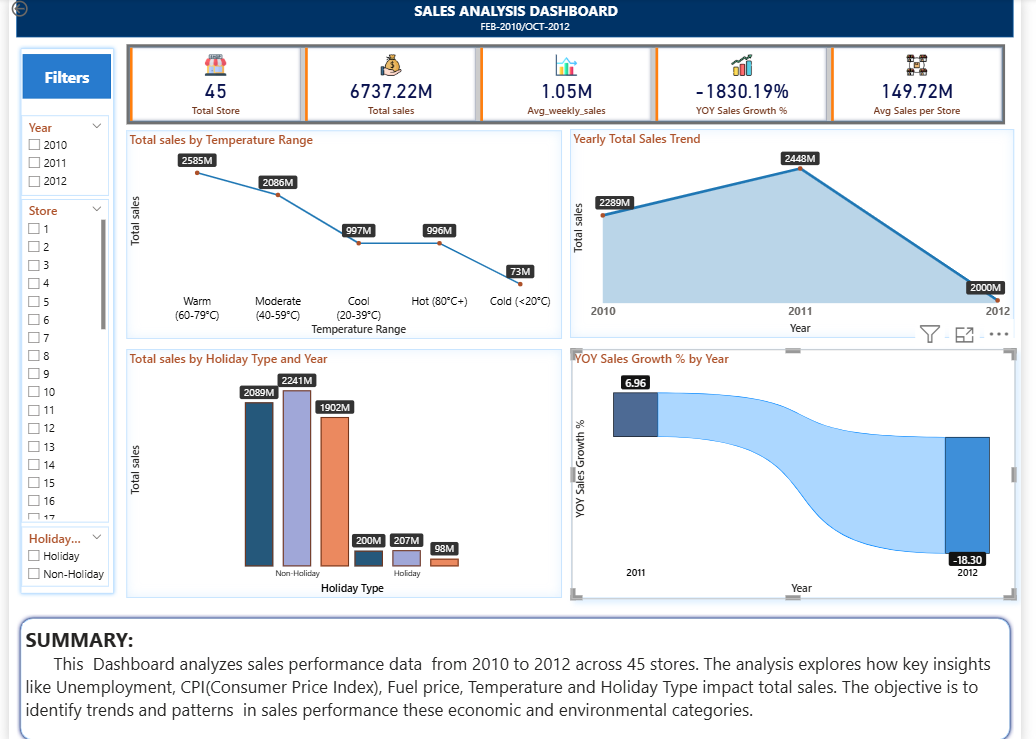 SALES ANALYSIS DASHBOARD
FEB-2010/OCT-2012
Filters
45
Total Store
6737.22M
Total sales
1.05M
Avg_weekly_sales
-1830.19%
YOY Sales Growth %
149.72M
Avg Sales per Store
Year
2010
2011
2012
Store
1
2
3
4
5
6
7
8
9
10
11
12
13
14
15
16
17
Holiday...
Holiday
Non-Holiday
Total sales by Temperature Range
Total sales
2585M
2086M
997M
996M
73M
Warm
(60-79°C)
Moderate
(40-59°C)
Cool
(20-39°C)
Hot (80°C+)
Cold (<20°C)
Temperature Range
Yearly Total Sales Trend
Total sales
2289M
2448M
2000M
2010
2011
2012
Year
Total sales by Holiday Type and Year
Total sales
2089M
2241M
1902M
200M
207M
98M
Non-Holiday
Holiday
Holiday Type
YOY Sales Growth % by Year
YOY Sales Growth %
6.96
-18.30
2011
2012
Year
SUMMARY:
This Dashboard analyzes sales performance data from 2010 to 2012 across 45 stores. The analysis explores how key insights
like Unemployment, CPI(Consumer Price Index), Fuel price, Temperature and Holiday Type impact total sales. The objective is to
identify trends and patterns in sales performance these economic and environmental categories.